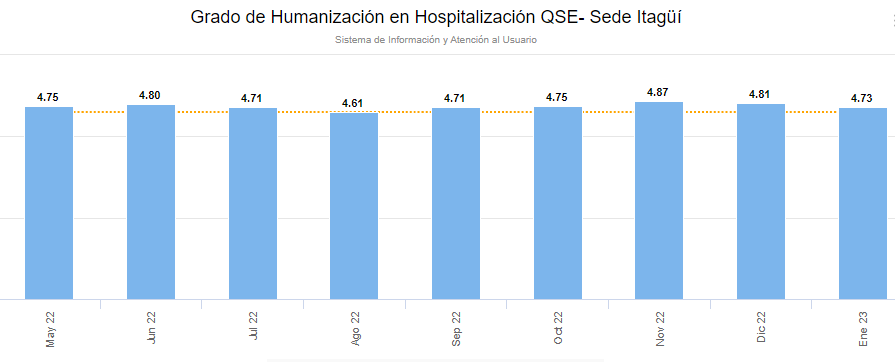 Grado de Humanización en Hospitalización QSE- Sede Itagüí
Sistema de Información y Atención al Usuario
4.75
4.80
4.71
4.61
4.71
4.75
4.87
4.81
4.73
May 22
Jun 22
Jul 22
Ago 22
Sep 22
Oct 22
Nov 22
Dic 22
Ene 23